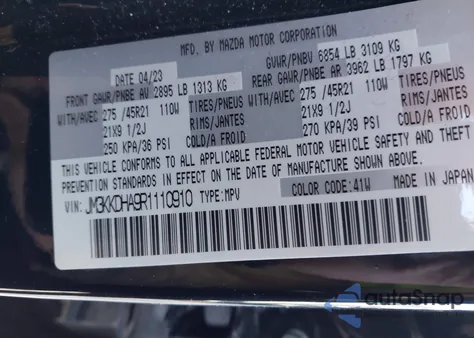 MFD. BY MAZDA MOTOR CORPORATION
DATE 04/23
GVWR/PNBV 6854 LB 3109 KG
FRONT GAWR/PNBE AV 2895 LB 1313 KG
REAR GAWR/PNBE AR 3962 LB 1797 KG
WITH/AVEC 275 /45R21 110W TIRES/PNEUS
21X9 1/2J RIMS/JANTES
250 KPA/36 PSI COLD/A FROID
WITH/AVEC 275 /45R21 110W TIRES/PNEUS
21X9 1/2J RIMS/JANTES
270 KPA/39 PSI COLD/A FROID
THIS VEHICLE CONFORMS TO ALL APPLICABLE FEDERAL MOTOR VEHICLE SAFETY AND THEFT
PREVENTION STANDARDS IN EFFECT ON THE DATE OF MANUFACTURE SHOWN ABOVE.
VIN: JM3KKDHA9R1110910 TYPE:MPV
COLOR CODE:41W MADE IN JAPAN
autoSnap